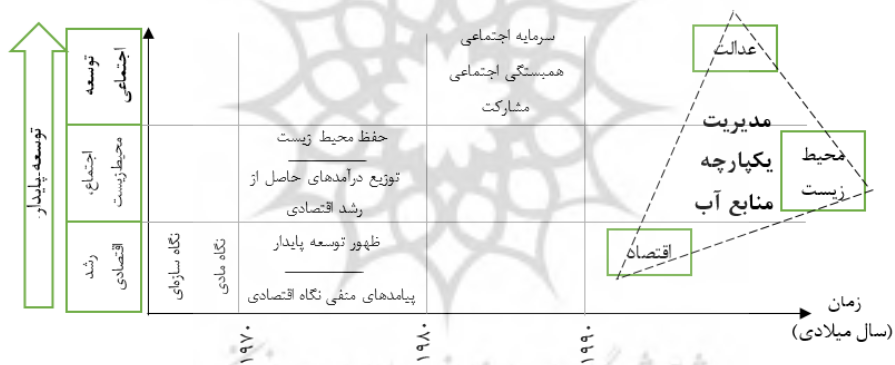 سرمایه اجتماعی
همبستگی اجتماعی
مشارکت
حفظ محیط زیست
توزیع درآمدهای حاصل از
رشد اقتصادی
ظهور توسعه پایدار
پیامدهای منفی نگاه اقتصادی
نگاه مادی
نگاه سازه‌ای
توسعه
اجتماعی
اجتماع،
محیط‌زیست
رشد
اقتصادی
توسعه پایدار
عدالت
مدیریت
یکپارچه
منابع آب
محیط
زیست
اقتصاد
زمان
(سال میلادی)
۱۹۷۰
۱۹۸۰
۱۹۹۰